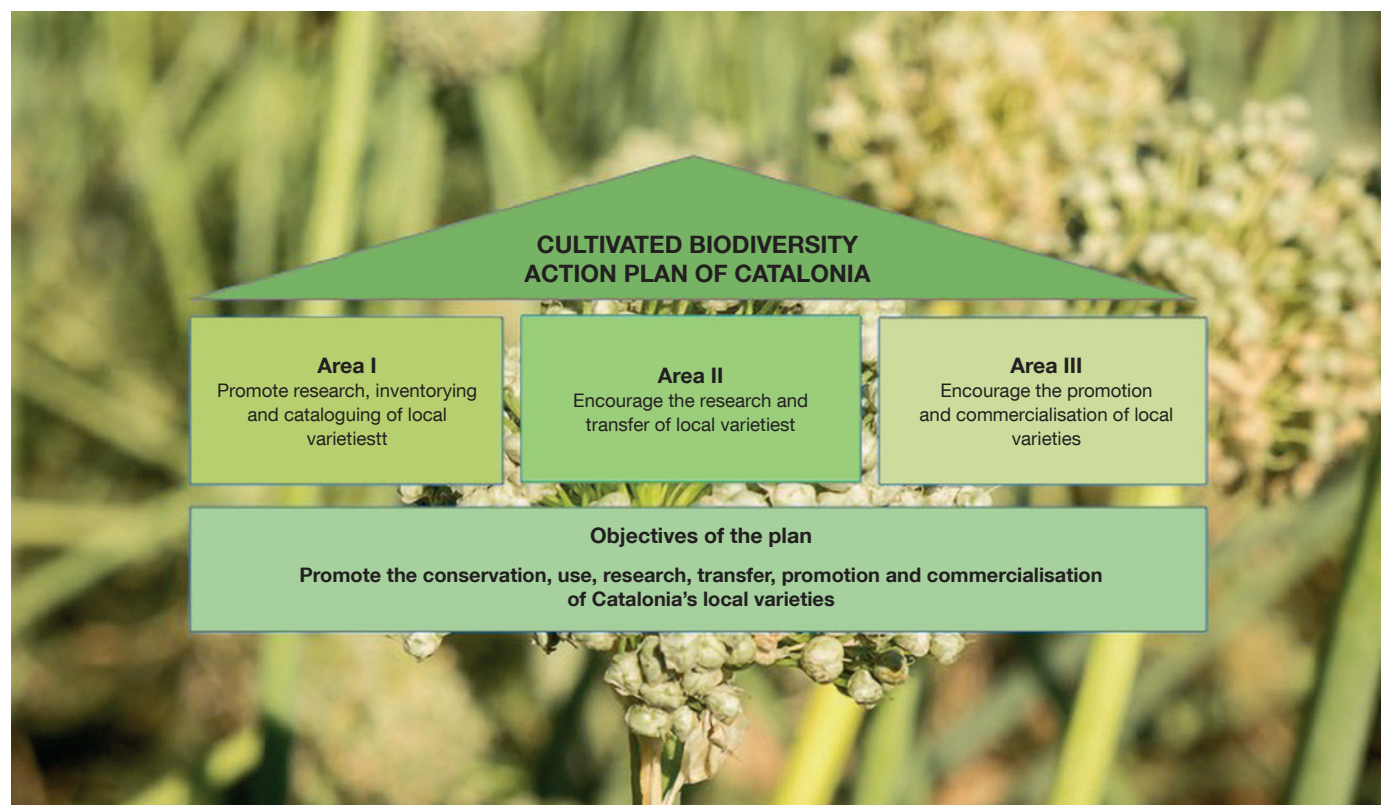 CULTIVATED BIODIVERSITY
ACTION PLAN OF CATALONIA
Area I
Promote research, inventorying
and cataloguing of local
varietiestt
Area II
Encourage the research and
transfer of local varietiest
Area III
Encourage the promotion
and commercialisation of local
varieties
Objectives of the plan
Promote the conservation, use, research, transfer, promotion and commercialisation
of Catalonia's local varieties